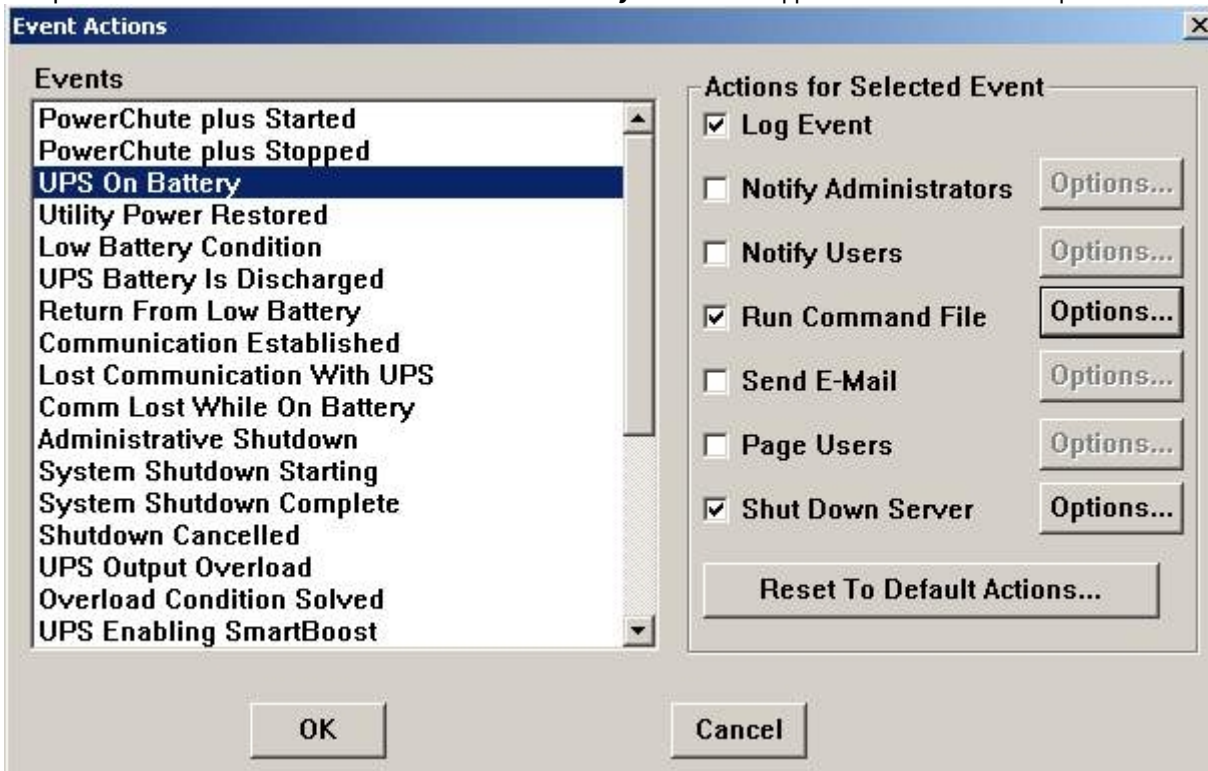 Event Actions
Events
PowerChute plus Started
PowerChute plus Stopped
UPS On Battery
Utility Power Restored
Low Battery Condition
UPS Battery Is Discharged
Return From Low Battery
Communication Established
Lost Communication With UPS
Comm Lost While On Battery
Administrative Shutdown
System Shutdown Starting
System Shutdown Complete
Shutdown Cancelled
UPS Output Overload
Overload Condition Solved
UPS Enabling SmartBoost
Actions for Selected Event
Log Event
Notify Administrators Options...
Notify Users Options...
Run Command File Options...
Send E-Mail Options...
Page Users Options...
Shut Down Server Options...
Reset To Default Actions...
OK
Cancel